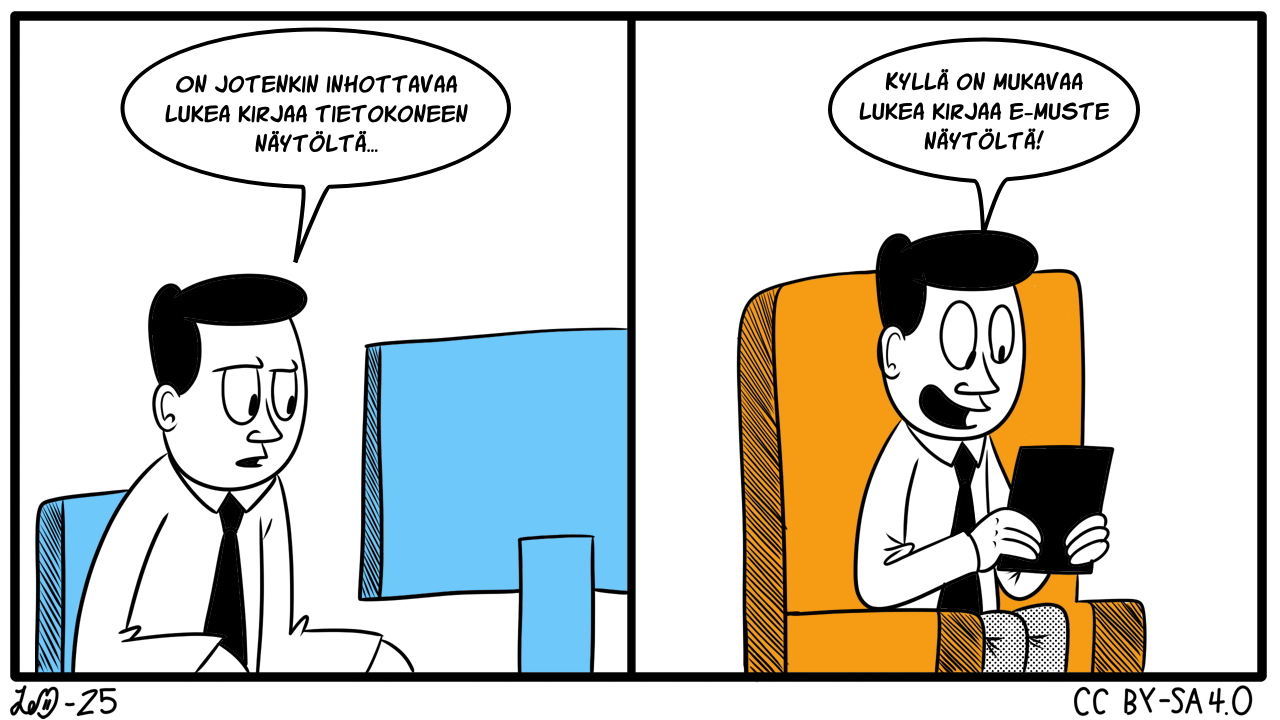 ON JOTENKIN INHOTTAVAA
LUKEA KIRJAA TIETOKONEEN
NÄYTÖLTÄ...
KYLLÄ ON MUKAVAA
LUKEA KIRJAA E-MUSTE
NÄYTÖLTÄ!
-25
CC BY-SA 4.0